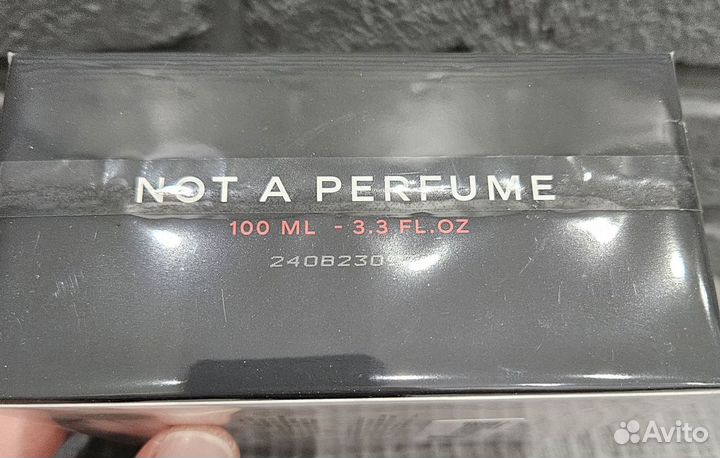 NOT A PERFUME
100 ML - 3.3 FL.OZ
Avito